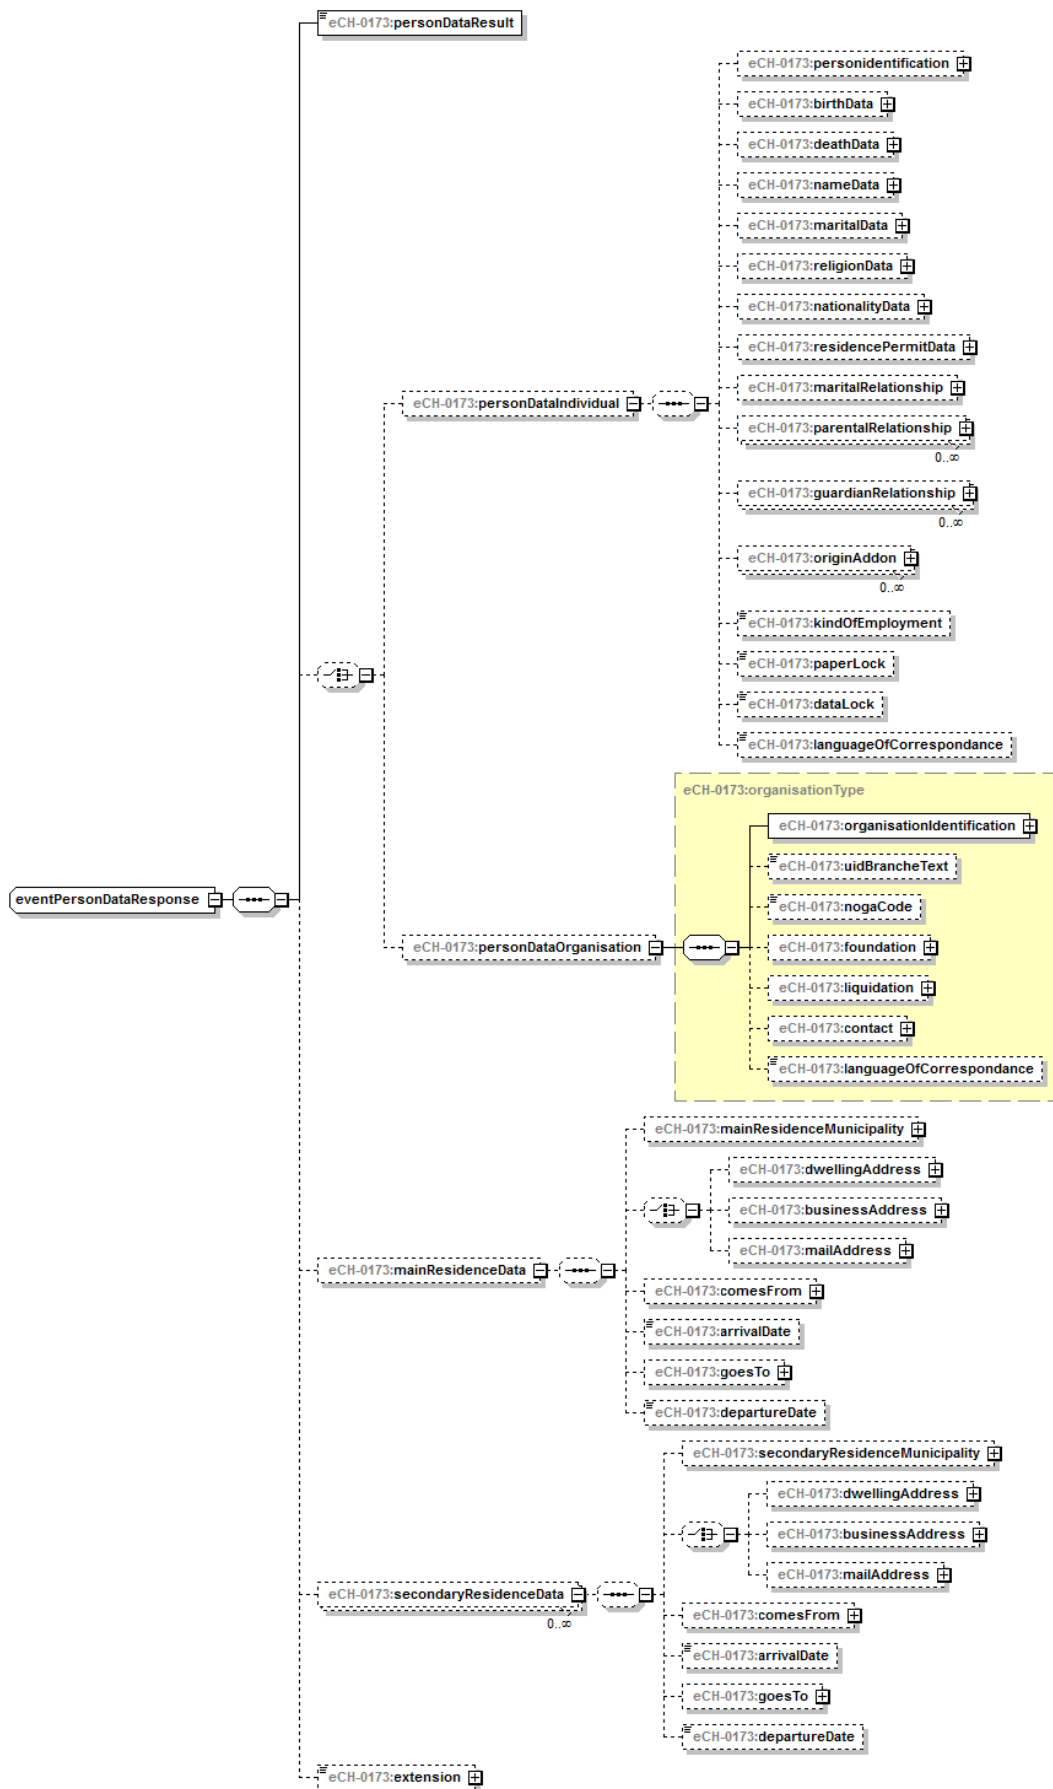 eCH-0173:personDataResult
eCH-0173:personidentification
eCH-0173:birthData
eCH-0173:deathData
eCH-0173:nameData
eCH-0173:maritalData
eCH-0173:religionData
eCH-0173:nationalityData
eCH-0173:residencePermitData
eCH-0173:maritalRelationship
eCH-0173:personDataIndividual
eCH-0173:parentalRelationship
0..∞
eCH-0173:guardianRelationship
0..∞
eCH-0173:originAddon
0..∞
eCH-0173:kindOfEmployment
eCH-0173:paperLock
eCH-0173:dataLock
eCH-0173:languageOfCorrespondance
eCH-0173:organisationType
eCH-0173:organisationIdentification
eCH-0173:uidBrancheText
eventPersonDataResponse
eCH-0173:nogaCode
eCH-0173:personDataOrganisation
eCH-0173:foundation
eCH-0173:liquidation
eCH-0173:contact
eCH-0173:languageOfCorrespondance
eCH-0173:mainResidenceMunicipality
eCH-0173:dwellingAddress
eCH-0173:businessAddress
eCH-0173:mailAddress
eCH-0173:mainResidenceData
eCH-0173:comesFrom
eCH-0173:arrivalDate
eCH-0173:goesTo
eCH-0173:departureDate
eCH-0173:secondaryResidenceMunicipality
eCH-0173:dwellingAddress
eCH-0173:businessAddress
eCH-0173:mailAddress
eCH-0173:secondaryResidenceData
0..∞
eCH-0173:comesFrom
eCH-0173:arrivalDate
eCH-0173:goesTo
eCH-0173:departureDate
eCH-0173:extension